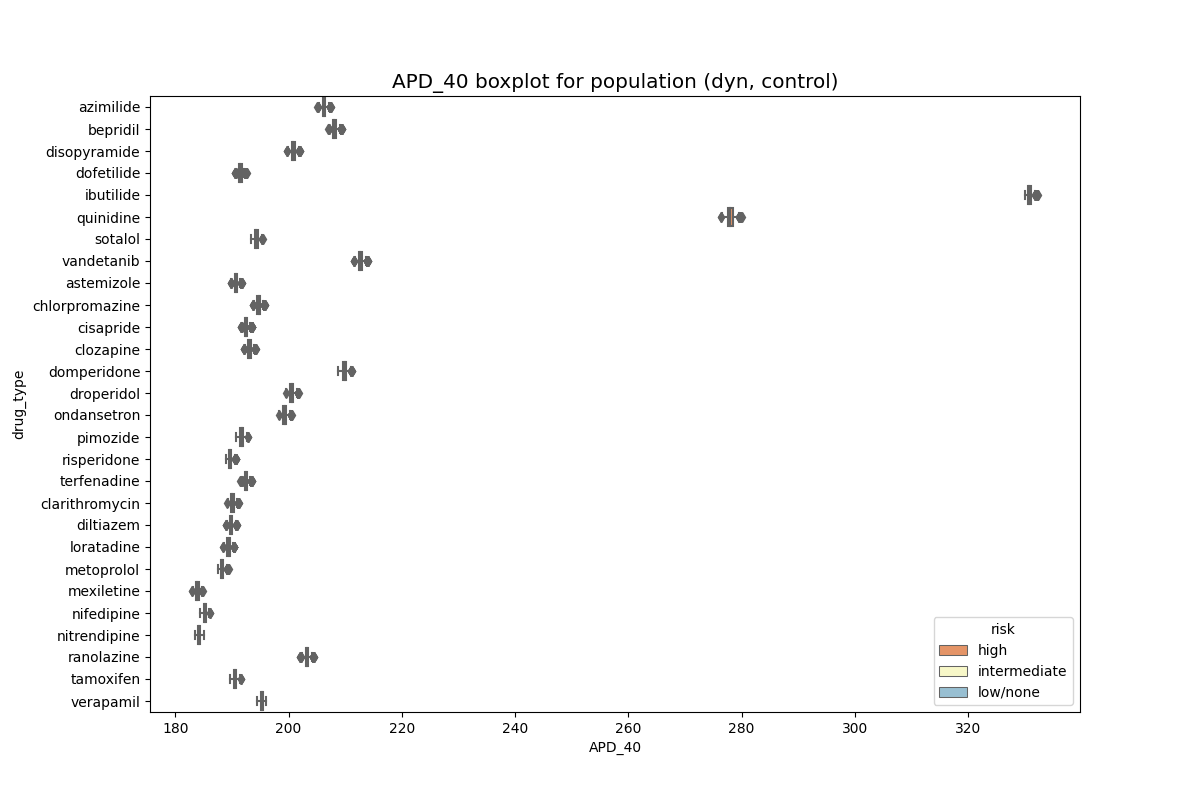 APD_40 boxplot for population (dyn, control)
azimilide
bepridil
disopyramide
dofetilide
ibutilide
quinidine
sotalol
vandetanib
astemizole
chlorpromazine
cisapride
clozapine
domperidone
droperidol
ondansetron
pimozide
risperidone
terfenadine
clarithromycin
diltiazem
loratadine
metoprolol
mexiletine
nifedipine
nitrendipine
ranolazine
tamoxifen
verapamil
drug_type
risk
high
intermediate
low/none
180 200 220 240 260 280 300 320
APD_40